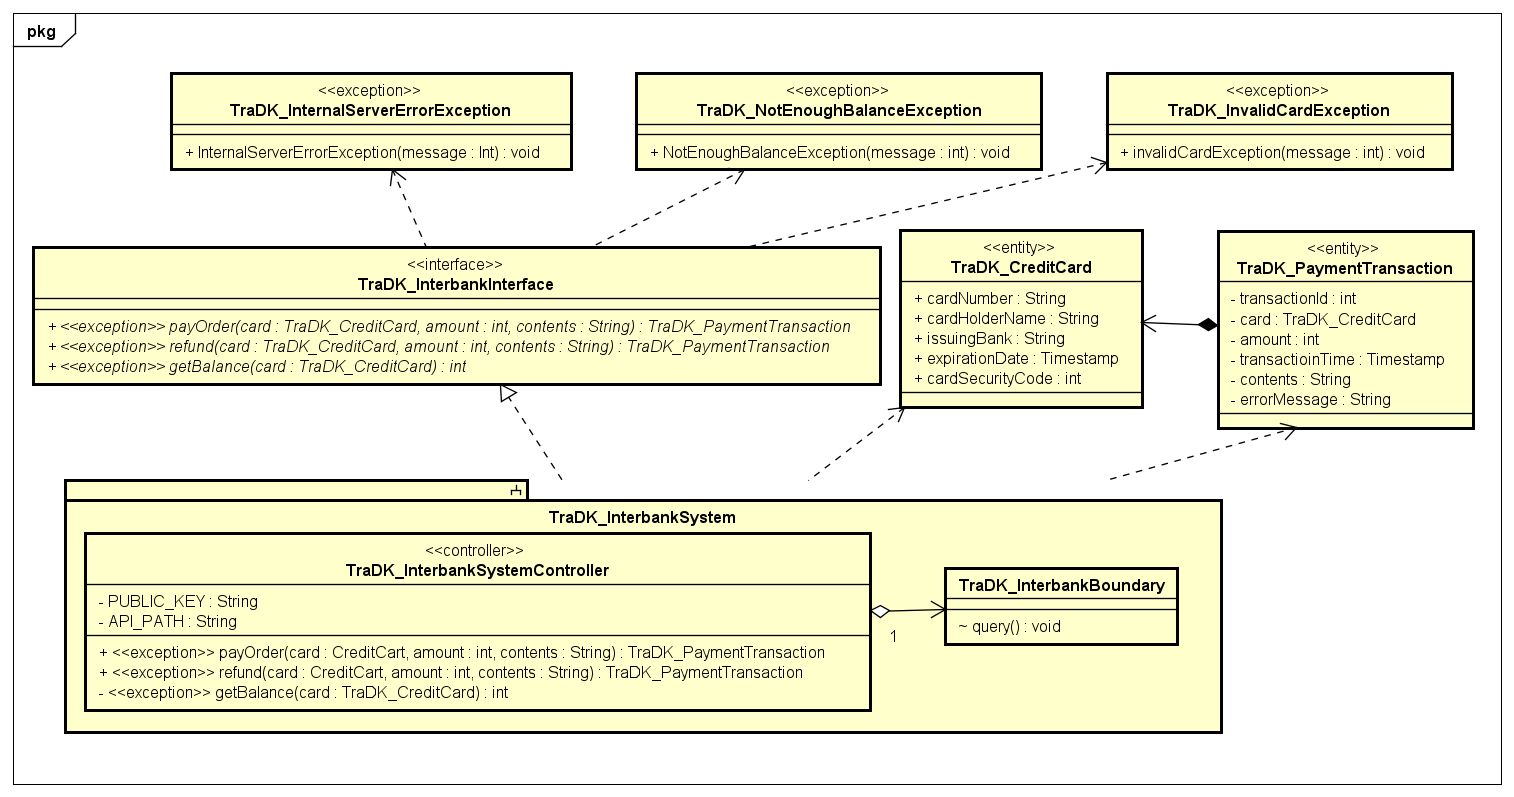 pkg
<<exception>>
TraDK_InternalServerErrorException
+ InternalServerErrorException(message : Int) : void
<<exception>>
TraDK_NotEnoughBalanceException
+ NotEnoughBalanceException(message : int) : void
<<exception>>
TraDK_InvalidCardException
+ invalidCardException(message : int) : void
<<interface>>
TraDK_InterbankInterface
+ <<exception>> payOrder(card : TraDK_CreditCard, amount : int, contents : String) : TraDK_PaymentTransaction
+ <<exception>> refund(card : TraDK_CreditCard, amount : int, contents : String) : TraDK_PaymentTransaction
+ <<exception>> getBalance(card : TraDK_CreditCard) : int
<<entity>>
TraDK_CreditCard
+ cardNumber : String
+ cardHolderName : String
+ issuingBank : String
+ expirationDate : Timestamp
+ cardSecurityCode : int
<<entity>>
TraDK_PaymentTransaction
- transactionId : int
- card : TraDK_CreditCard
- amount : int
- transactioinTime : Timestamp
- contents : String
- errorMessage : String
TraDK_InterbankSystem
<<controller>>
TraDK_InterbankSystemController
- PUBLIC_KEY : String
- API_PATH : String
+ <<exception>> payOrder(card : CreditCart, amount : int, contents : String) : TraDK_PaymentTransaction
+ <<exception>> refund(card : CreditCart, amount : int, contents : String) : TraDK_PaymentTransaction
- <<exception>> getBalance(card : TraDK_CreditCard) : int
1
TraDK_InterbankBoundary
~ query() : void